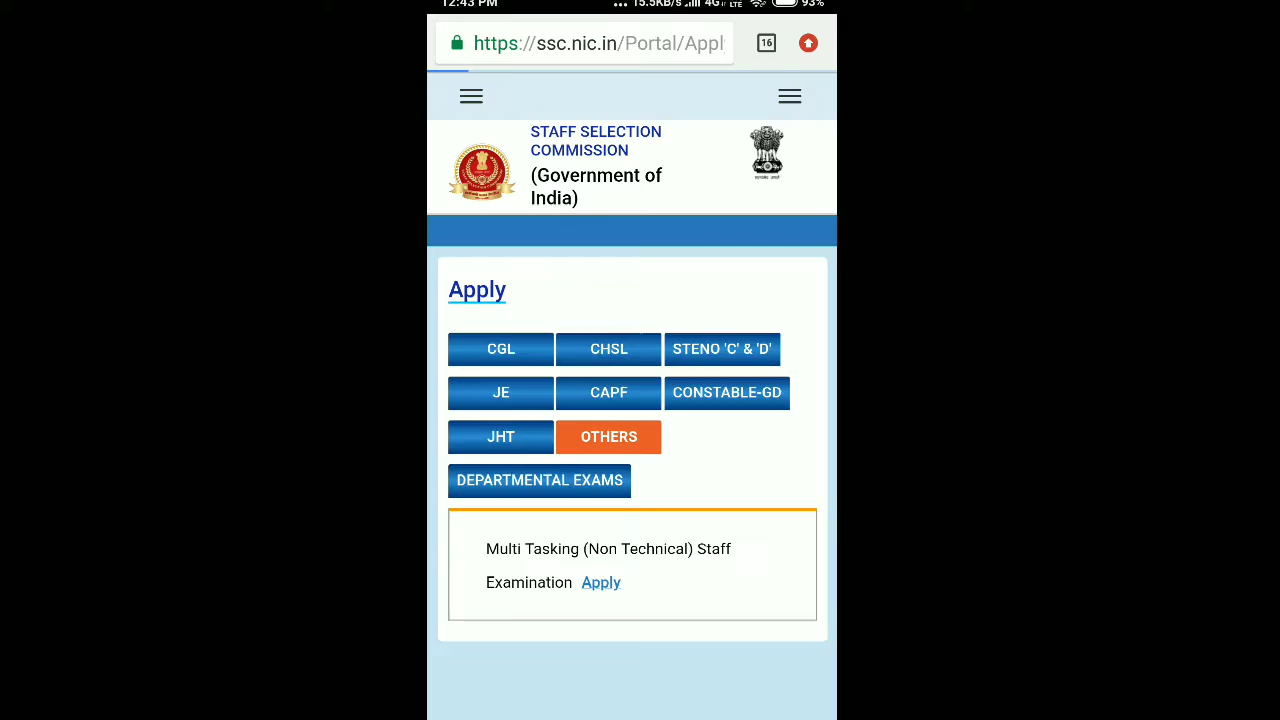 12:43 PM ... 15.5KB/s 4G LTE 93%
https://ssc.nic.in/Portal/Appl 16
STAFF SELECTION
COMMISSION
(Government of
India)
Apply
CGL CHSL STENO 'C' & 'D'
JE CAPF CONSTABLE-GD
JHT OTHERS
DEPARTMENTAL EXAMS
Multi Tasking (Non Technical) Staff
Examination Apply